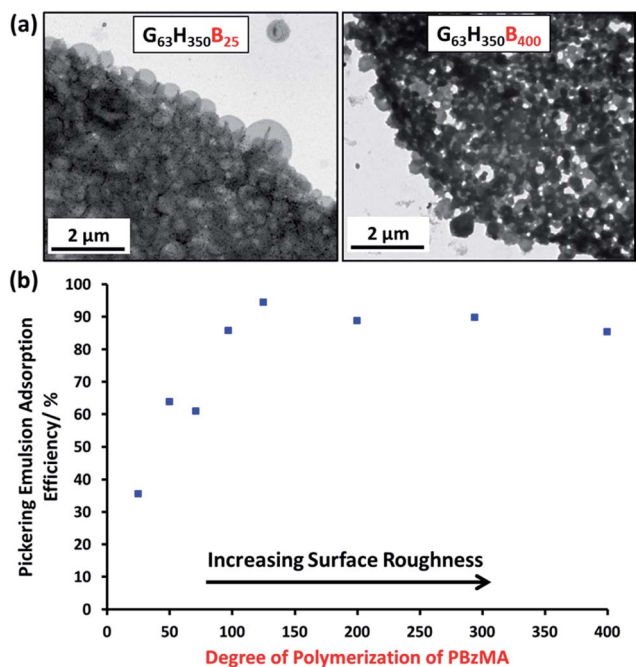 (a)
G₆₃H₃₅₀B₂₅
G₆₃H₃₅₀B₄₀₀
2 μm
2 μm
(b)
Pickering Emulsion Adsorption
Efficiency/ %
100
90
80
70
60
50
40
30
20
10
0
Increasing Surface Roughness
0 50 100 150 200 250 300 350 400
Degree of Polymerization of PBzMA